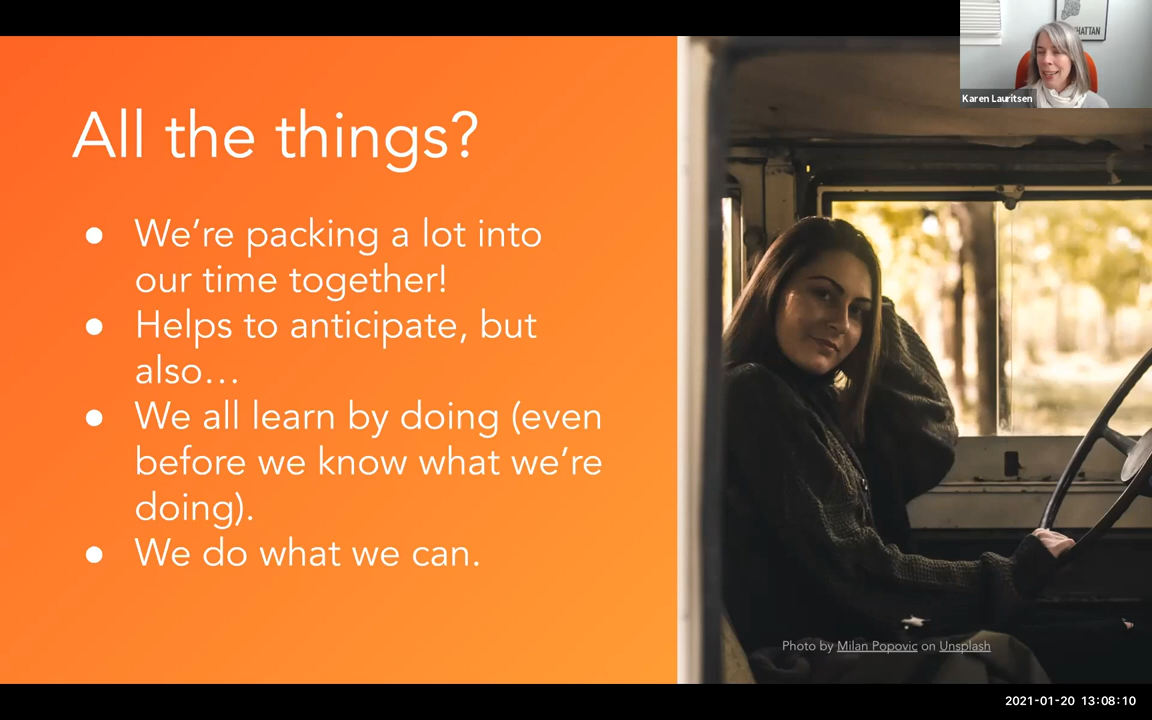 All the things?
● We're packing a lot into
our time together!
● Helps to anticipate, but
also...
● We all learn by doing (even
before we know what we're
doing).
● We do what we can.
HATTAN
Karen Lauritsen
Photo by Milan Popovic on Unsplash
2021-01-20 13:08:10